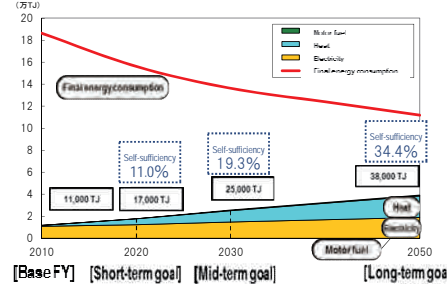 (万TJ)
20
18
16
14
12
10
8
6
4
2
0
Motor fuel
Heat
Electricity
Final energy consumption
Final energy consumption
Self-sufficiency
11.0%
Self-sufficiency
19.3%
Self-sufficiency
34.4%
11,000 TJ
17,000 TJ
25,000 TJ
38,000 TJ
Heat
Electricity
Motor fuel
2010
2020
2030
2050
[Base FY]
[Short-term goal]
[Mid-term goal]
[Long-term goa